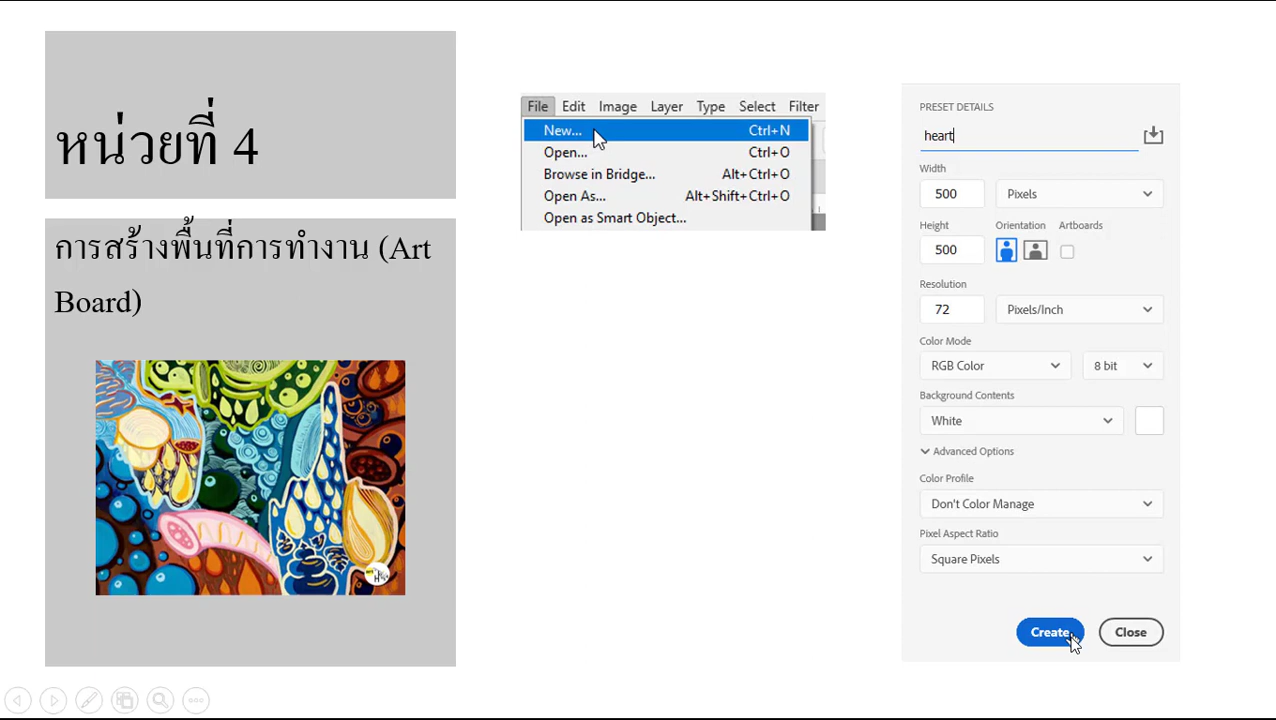 หน่วยที่ 4
การสร้างพื้นที่การทำงาน (Art
Board)
File Edit Image Layer Type Select Filter
New... Ctrl+N
Open... Ctrl+O
Browse in Bridge... Alt+Ctrl+O
Open As... Alt+Shift+Ctrl+O
Open as Smart Object...
PRESET DETAILS
heart
Width
500 Pixels
Height Orientation Artboards
500
Resolution
72 Pixels/Inch
Color Mode
RGB Color 8 bit
Background Contents
White
Advanced Options
Color Profile
Don't Color Manage
Pixel Aspect Ratio
Square Pixels
Create Close